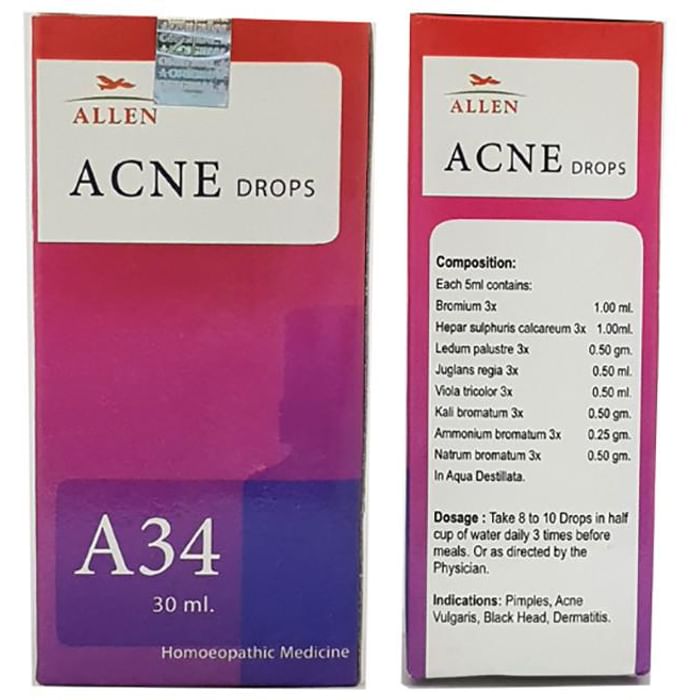 ALLEN
ACNE DROPS
A34
30 ml.
Homoeopathic Medicine
ALLEN
ACNE DROPS
Composition:
Each 5ml contains:
Bromium 3x 1.00 ml.
Hepar sulphuris calcareum 3x 1.00ml.
Ledum palustre 3x 0.50 gm.
Juglans regia 3x 0.50 ml.
Viola tricolor 3x 0.50 ml.
Kali bromatum 3x 0.50 gm.
Ammonium bromatum 3x 0.25 gm.
Natrum bromatum 3x 0.50 gm.
In Aqua Destillata.
Dosage : Take 8 to 10 Drops in half
cup of water daily 3 times before
meals. Or as directed by the
Physician.
Indications: Pimples, Acne
Vulgaris, Black Head, Dermatitis.